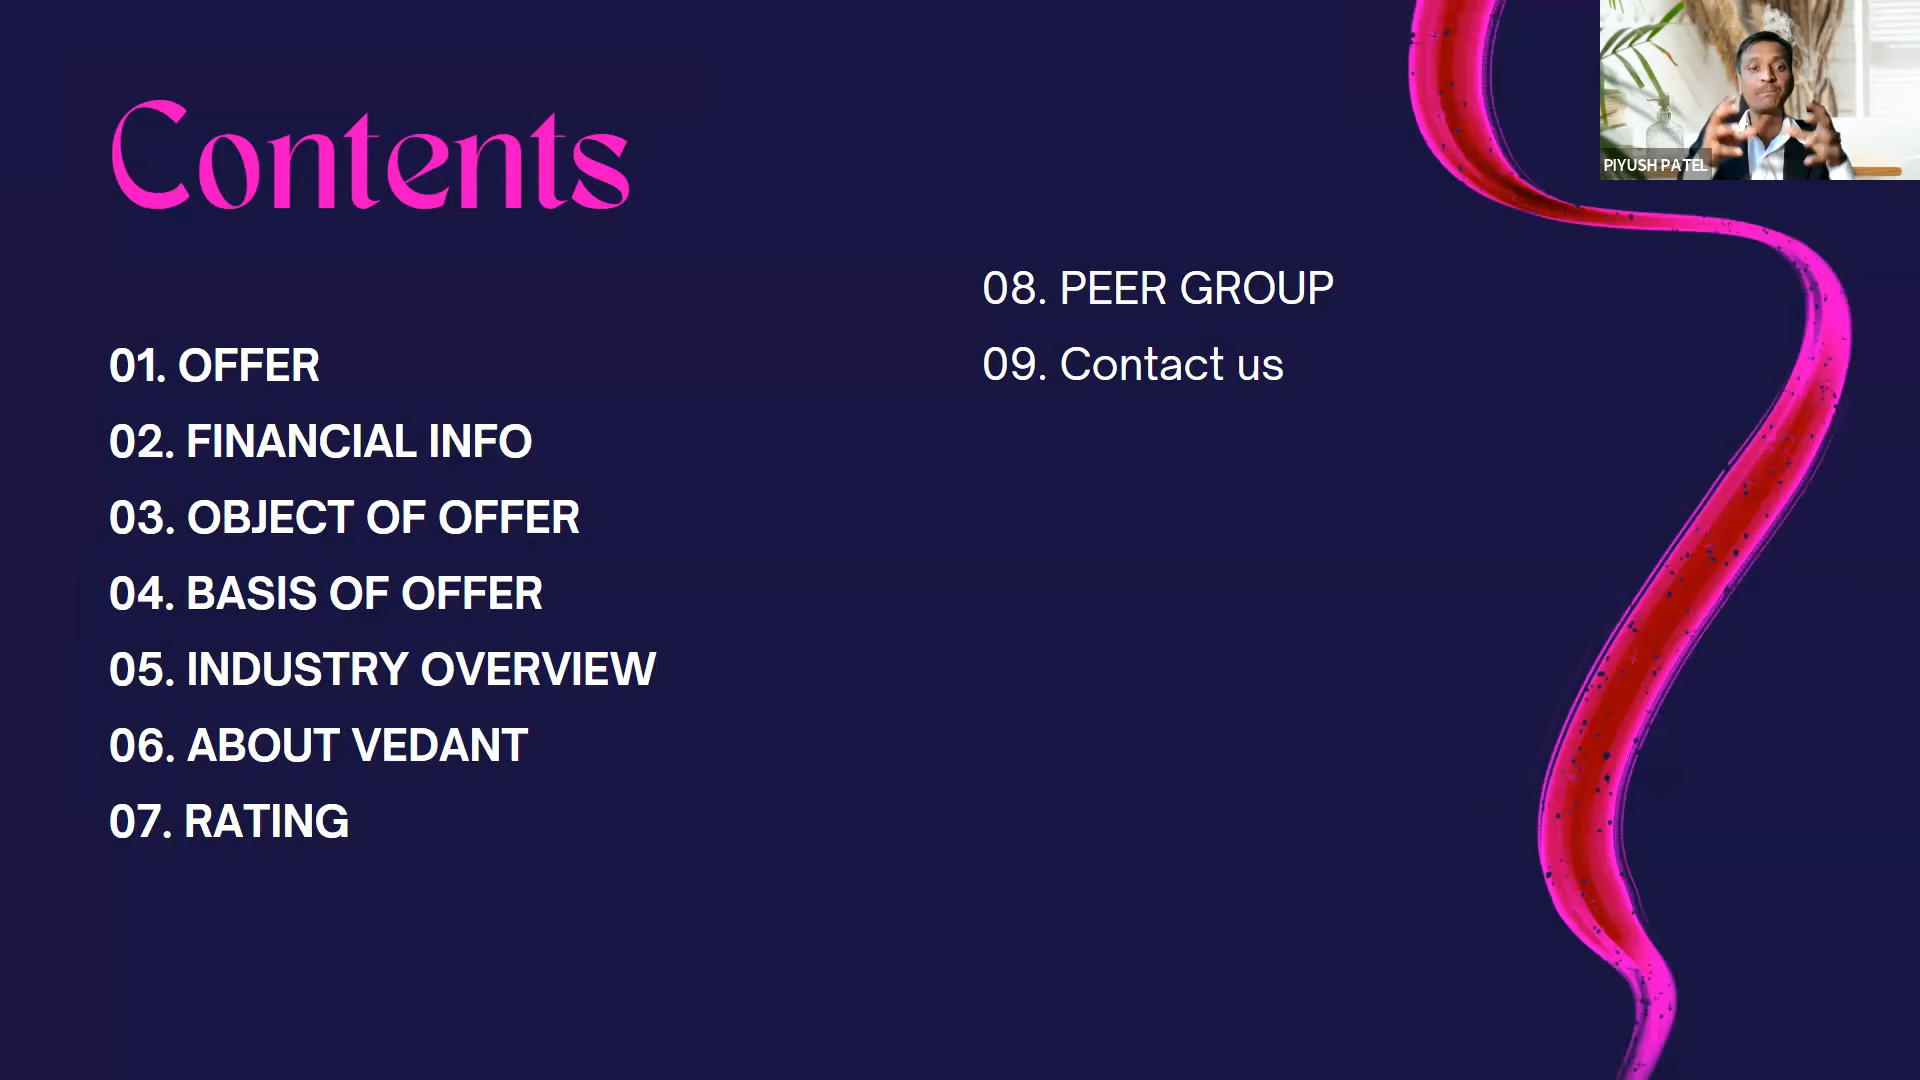 Contents
01. OFFER
02. FINANCIAL INFO
03. OBJECT OF OFFER
04. BASIS OF OFFER
05. INDUSTRY OVERVIEW
06. ABOUT VEDANT
07. RATING
08. PEER GROUP
09. Contact us
PIYUSH PATEL